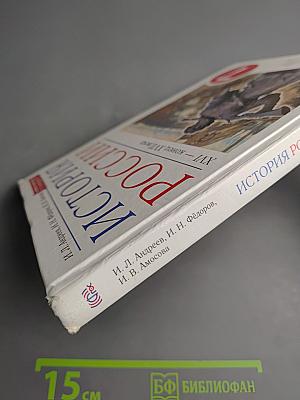 XVI — конец XVII века
ИСТОРИЯ
РОССИИ
И. Л. Андреев, И. Н. Фёдоров,
И. В. Амосова
ИСТОРИЯ РО
15 см
БФ БИБЛИОФАН